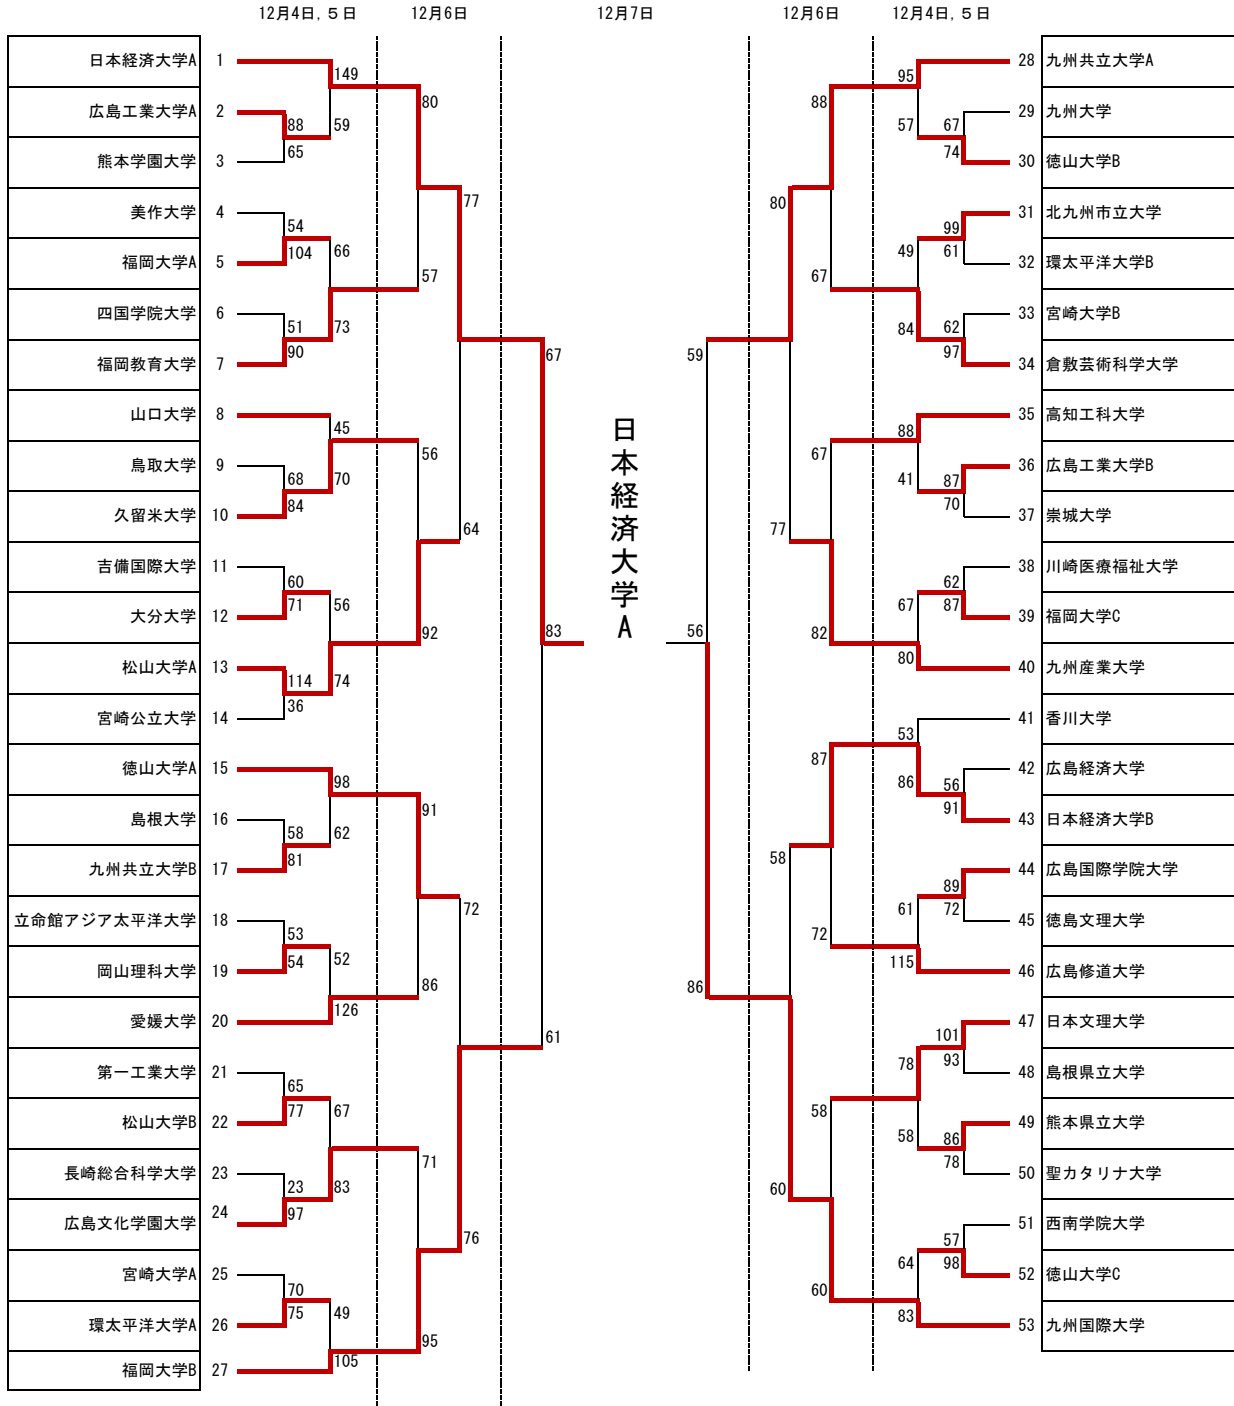 12月4日,５日 12月6日 12月7日 12月6日 12月4日,５日
日本経済大学A 1
広島工業大学A 2
熊本学園大学 3
美作大学 4
福岡大学A 5
四国学院大学 6
福岡教育大学 7
山口大学 8
鳥取大学 9
久留米大学 10
吉備国際大学 11
大分大学 12
松山大学A 13
宮崎公立大学 14
徳山大学A 15
島根大学 16
九州共立大学B 17
立命館アジア太平洋大学 18
岡山理科大学 19
愛媛大学 20
第一工業大学 21
松山大学B 22
長崎総合科学大学 23
広島文化学園大学 24
宮崎大学A 25
環太平洋大学A 26
福岡大学B 27
88
65
54
104
51
90
68
84
60
71
114
36
58
81
53
54
65
77
23
97
70
75
149
59
66
73
45
70
56
74
98
62
52
126
67
83
49
105
80
57
56
92
91
86
71
95
77
64
72
76
67
61
83
日本経済大学A
56
59
86
80
77
58
60
88
67
67
82
87
72
58
60
95
57
49
84
88
41
67
80
53
86
61
115
78
58
64
83
67
74
99
61
62
97
87
70
62
87
56
91
89
72
101
93
86
78
57
98
28 九州共立大学A
29 九州大学
30 徳山大学B
31 北九州市立大学
32 環太平洋大学B
33 宮崎大学B
34 倉敷芸術科学大学
35 高知工科大学
36 広島工業大学B
37 崇城大学
38 川崎医療福祉大学
39 福岡大学C
40 九州産業大学
41 香川大学
42 広島経済大学
43 日本経済大学B
44 広島国際学院大学
45 徳島文理大学
46 広島修道大学
47 日本文理大学
48 島根県立大学
49 熊本県立大学
50 聖カタリナ大学
51 西南学院大学
52 徳山大学C
53 九州国際大学